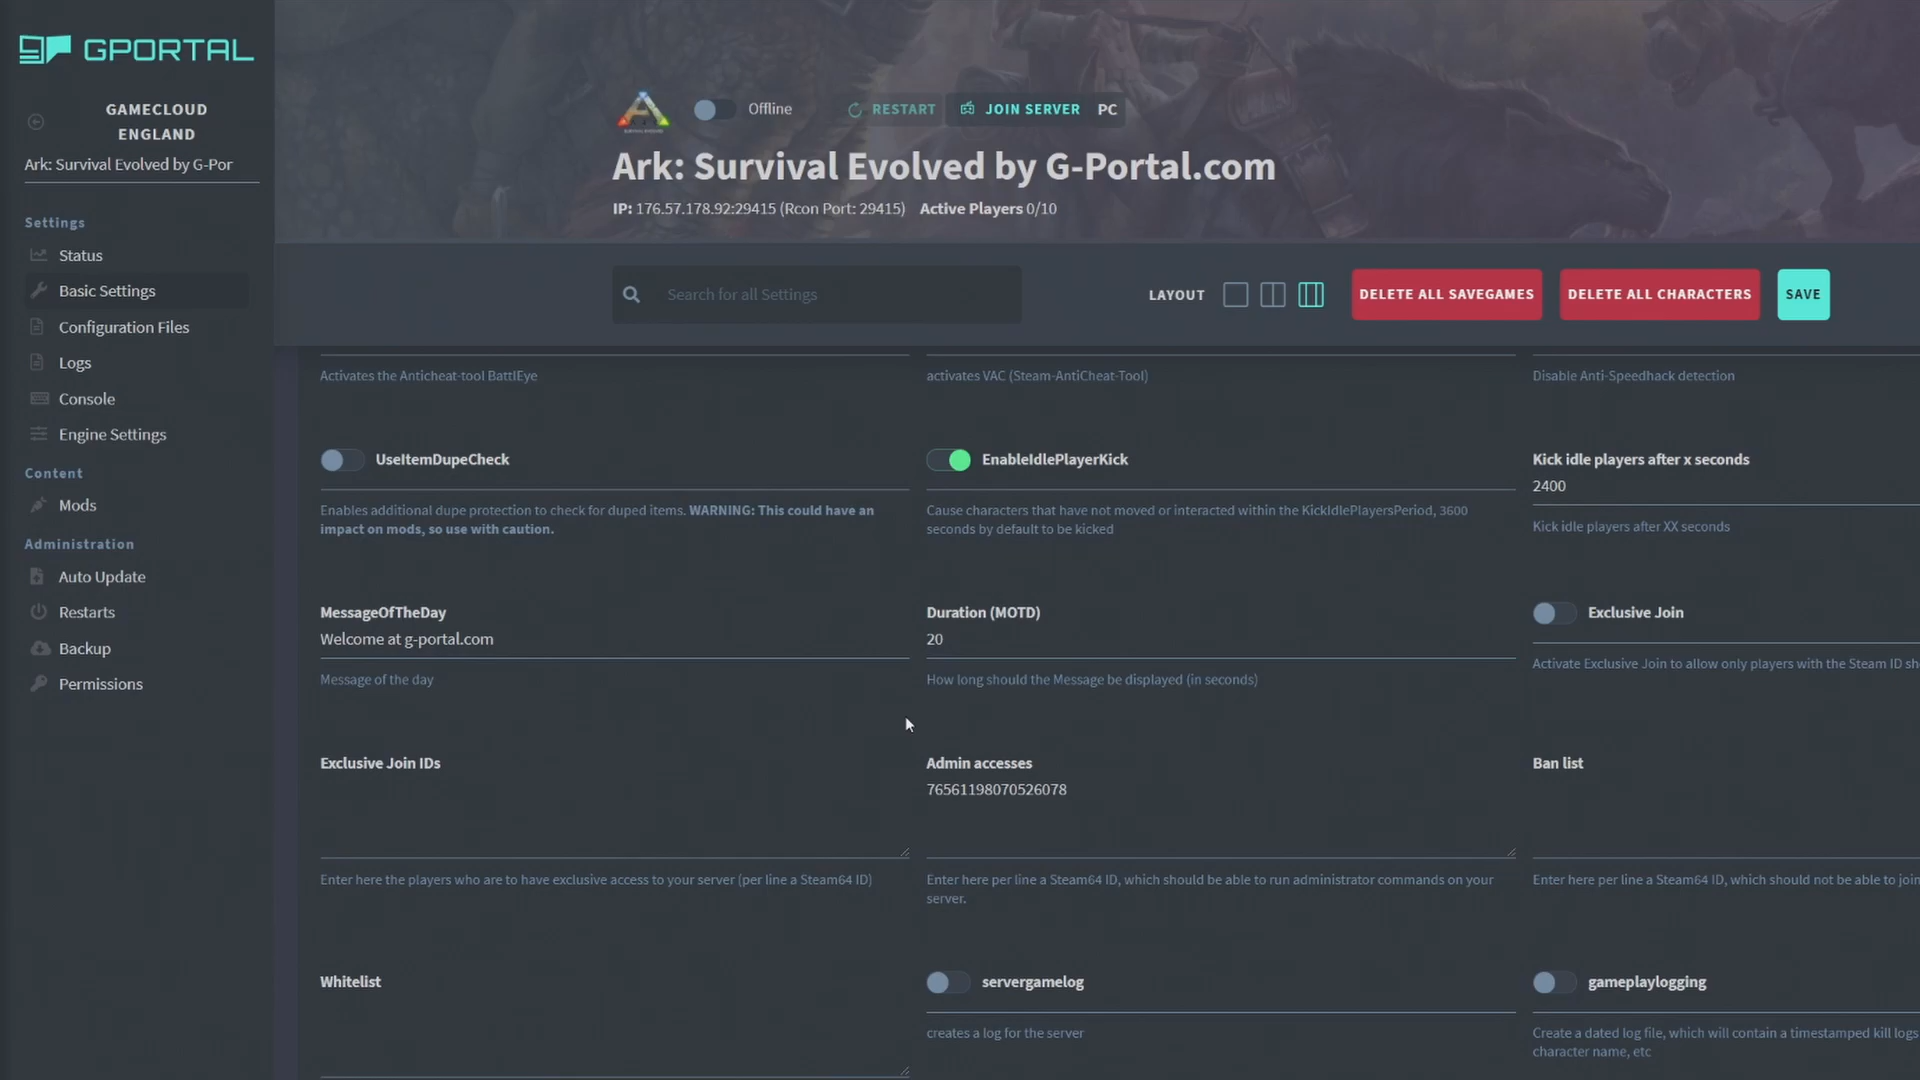 GPORTAL
GAMECLOUD
ENGLAND
Ark: Survival Evolved by G-Por
Settings
Status
Basic Settings
Configuration Files
Logs
Console
Engine Settings
Content
Mods
Administration
Auto Update
Restarts
Backup
Permissions
Offline
RESTART
JOIN SERVER PC
Ark: Survival Evolved by G-Portal.com
IP: 176.57.178.92:29415 (Rcon Port: 29415) Active Players 0/10
Search for all Settings
LAYOUT
DELETE ALL SAVEGAMES
DELETE ALL CHARACTERS
SAVE
Activates the Anticheat-tool BattlEye
activates VAC (Steam-AntiCheat-Tool)
Disable Anti-Speedhack detection
UseItemDupeCheck
Enables additional dupe protection to check for duped items. WARNING: This could have an
impact on mods, so use with caution.
EnableIdlePlayerKick
Cause characters that have not moved or interacted within the KickIdlePlayersPeriod, 3600
seconds by default to be kicked
Kick idle players after x seconds
2400
Kick idle players after XX seconds
MessageOfTheDay
Welcome at g-portal.com
Message of the day
Duration (MOTD)
20
How long should the Message be displayed (in seconds)
Exclusive Join
Activate Exclusive Join to allow only players with the Steam ID sh
Exclusive Join IDs
Enter here the players who are to have exclusive access to your server (per line a Steam64 ID)
Admin accesses
76561198070526078
Enter here per line a Steam64 ID, which should be able to run administrator commands on your
server.
Ban list
Enter here per line a Steam64 ID, which should not be able to join
Whitelist
servergamelog
creates a log for the server
gameplaylogging
Create a dated log file, which will contain a timestamped kill logs
character name, etc